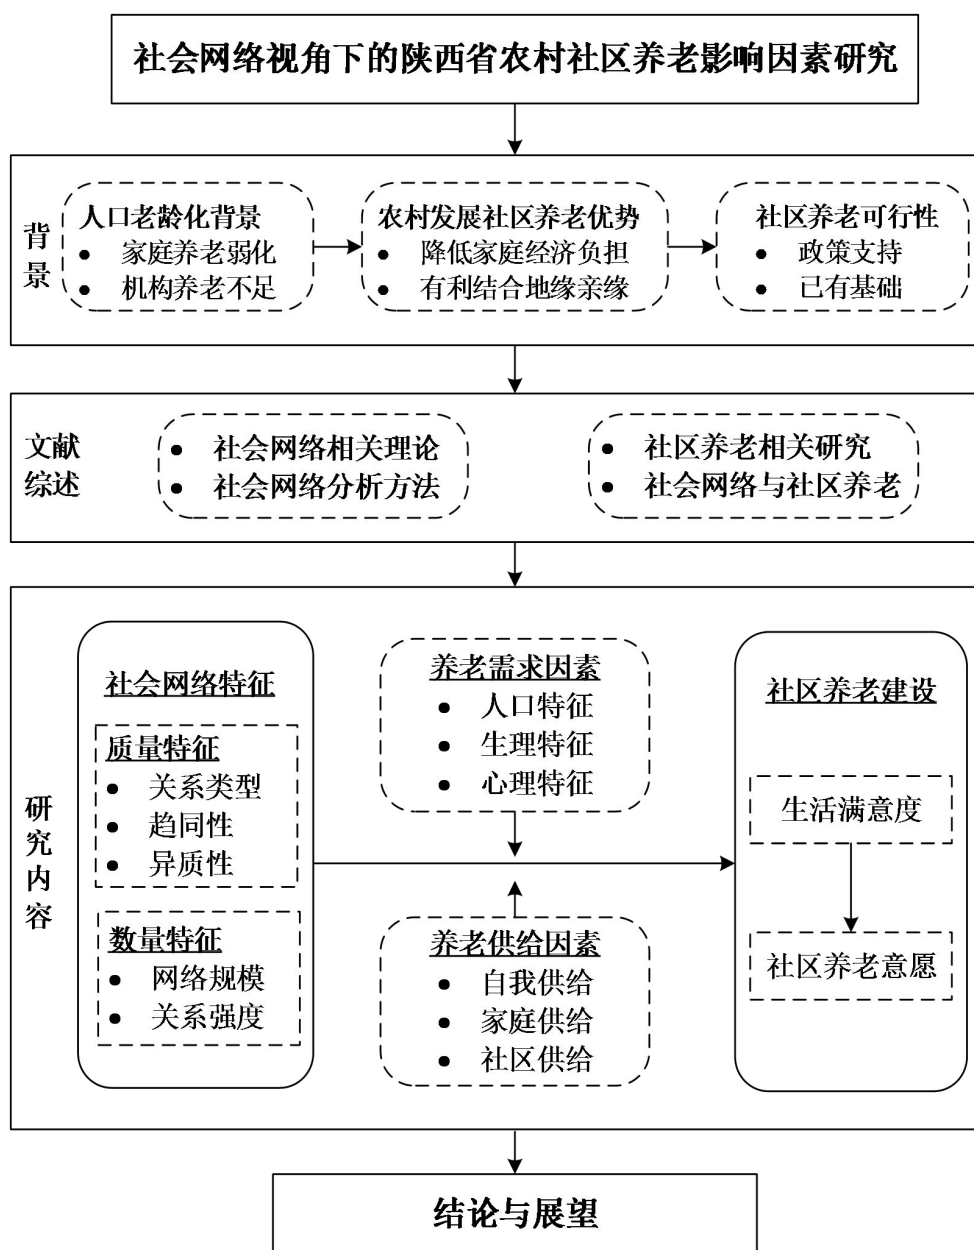 社会网络视角下的陕西省农村社区养老影响因素研究
背景
人口老龄化背景
● 家庭养老弱化
● 机构养老不足
农村发展社区养老优势
● 降低家庭经济负担
● 有利结合地缘亲缘
社区养老可行性
● 政策支持
● 已有基础
文献
综述
● 社会网络相关理论
● 社会网络分析方法
● 社区养老相关研究
● 社会网络与社区养老
研究内容
社会网络特征
质量特征
● 关系类型
● 趋同性
● 异质性
数量特征
● 网络规模
● 关系强度
养老需求因素
● 人口特征
● 生理特征
● 心理特征
养老供给因素
● 自我供给
● 家庭供给
● 社区供给
社区养老建设
生活满意度
社区养老意愿
结论与展望